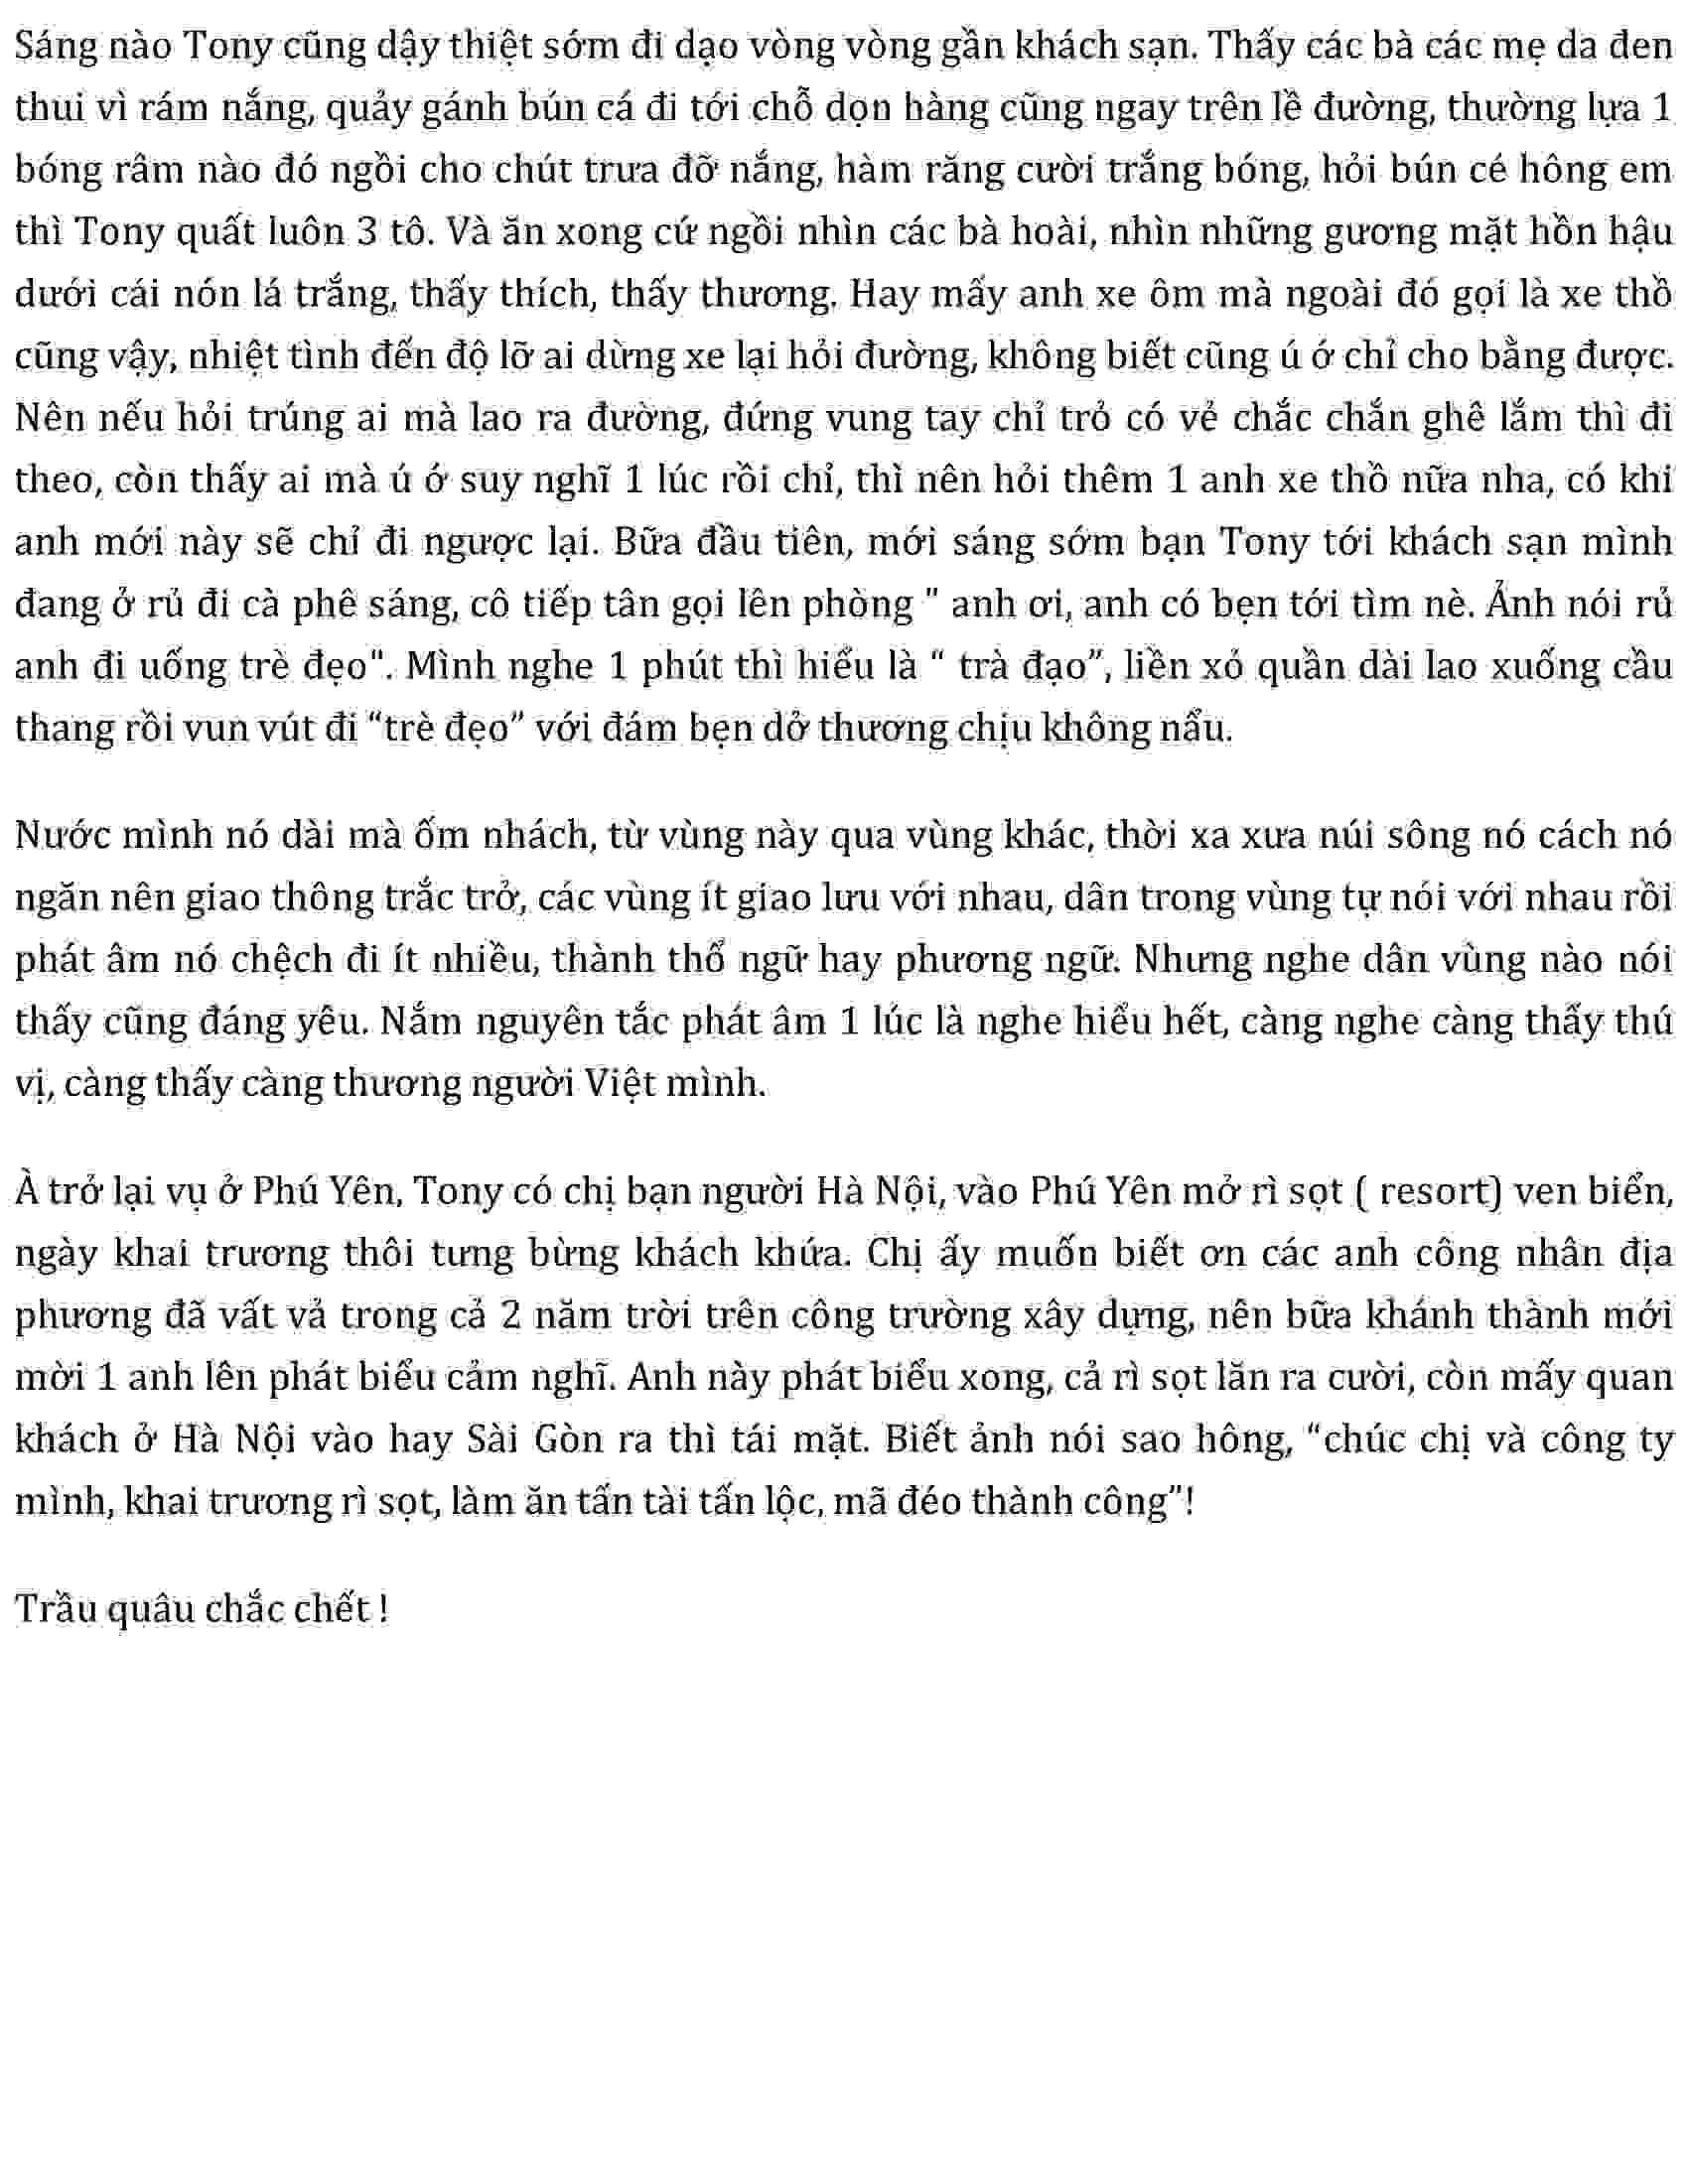 Sáng nào Tony cũng dậy thiệt sớm đi dạo vòng vòng gần khách sạn. Thấy các bà các mẹ da đen
thui vì rám nắng, quảy gánh bún cá đi tới chỗ dọn hàng cũng ngay trên lề đường, thường lựa 1
bóng râm nào đó ngồi cho chút trưa đỡ nắng, hàm răng cười trắng bóng, hỏi bún cé hông em
thì Tony quất luôn 3 tô. Và ăn xong cứ ngồi nhìn các bà hoài, nhìn những gương mặt hồn hậu
dưới cái nón lá trắng, thấy thích, thấy thương. Hay mấy anh xe ôm mà ngoài đó gọi là xe thồ
cũng vậy, nhiệt tình đến độ lỡ ai dừng xe lại hỏi đường, không biết cũng ú ớ chỉ cho bằng được.
Nên nếu hỏi trúng ai mà lao ra đường, đứng vung tay chỉ trỏ có vẻ chắc chắn ghê lắm thì đi
theo, còn thấy ai mà ú ớ suy nghĩ 1 lúc rồi chỉ, thì nên hỏi thêm 1 anh xe thồ nữa nha, có khi
anh mới này sẽ chỉ đi ngược lại. Bữa đầu tiên, mới sáng sớm bạn Tony tới khách sạn mình
đang ở rủ đi cà phê sáng, cô tiếp tân gọi lên phòng " anh ơi, anh có bẹn tới tìm nè. Ảnh nói rủ
anh đi uống trè đẹo". Mình nghe 1 phút thì hiểu là “ trà đạo”, liền xỏ quần dài lao xuống cầu
thang rồi vun vút đi “trè đẹo” với đám bẹn dở thương chịu không nẩu.
Nước mình nó dài mà ốm nhách, từ vùng này qua vùng khác, thời xa xưa núi sông nó cách nó
ngăn nên giao thông trắc trở, các vùng ít giao lưu với nhau, dân trong vùng tự nói với nhau rồi
phát âm nó chệch đi ít nhiều, thành thổ ngữ hay phương ngữ. Nhưng nghe dân vùng nào nói
thấy cũng đáng yêu. Nắm nguyên tắc phát âm 1 lúc là nghe hiểu hết, càng nghe càng thấy thú
vị, càng thấy càng thương người Việt mình.
À trở lại vụ ở Phú Yên, Tony có chị bạn người Hà Nội, vào Phú Yên mở rì sọt ( resort) ven biển,
ngày khai trương thôi tưng bừng khách khứa. Chị ấy muốn biết ơn các anh công nhân địa
phương đã vất vả trong cả 2 năm trời trên công trường xây dựng, nên bữa khánh thành mới
mời 1 anh lên phát biểu cảm nghĩ. Anh này phát biểu xong, cả rì sọt lăn ra cười, còn mấy quan
khách ở Hà Nội vào hay Sài Gòn ra thì tái mặt. Biết ảnh nói sao hông, “chúc chị và công ty
mình, khai trương rì sọt, làm ăn tấn tài tấn lộc, mã đéo thành công”!
Trầu quâu chắc chết !